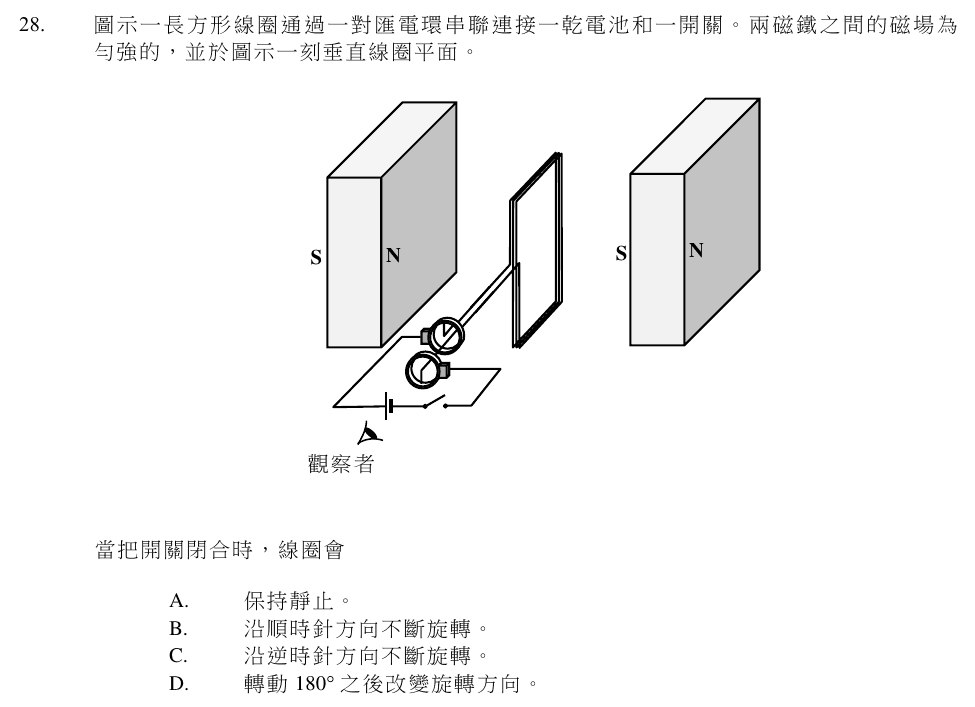 28. 圖示一長方形線圈通過一對匯電環串聯連接一乾電池和一開關。兩磁鐵之間的磁場為
勻強的，並於圖示一刻垂直線圈平面。
S N S N
觀察者
當把開關閉合時，線圈會
A. 保持靜止。
B. 沿順時針方向不斷旋轉。
C. 沿逆時針方向不斷旋轉。
D. 轉動 180° 之後改變旋轉方向。